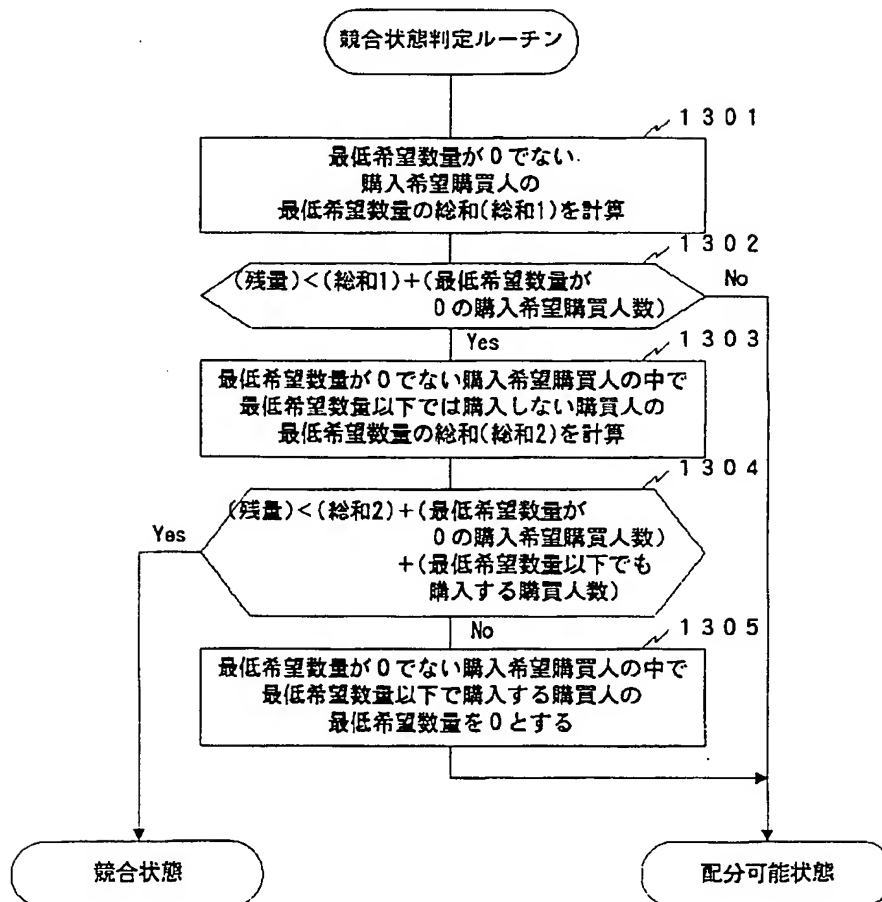 競合状態判定ルーチン
1301
最低希望数量が0でない
購入希望購買人の
最低希望数量の総和(総和1)を計算
1302
(残量)<(総和1)+(最低希望数量が
0の購入希望購買人数)
No
Yes
1303
最低希望数量が0でない購入希望購買人の中で
最低希望数量以下では購入しない購買人の
最低希望数量の総和(総和2)を計算
1304
(残量)<(総和2)+(最低希望数量が
0の購入希望購買人数)
+(最低希望数量以下でも
購入する購買人数)
Yes
No
1305
最低希望数量が0でない購入希望購買人の中で
最低希望数量以下で購入する購買人の
最低希望数量を0とする
競合状態
配分可能状態